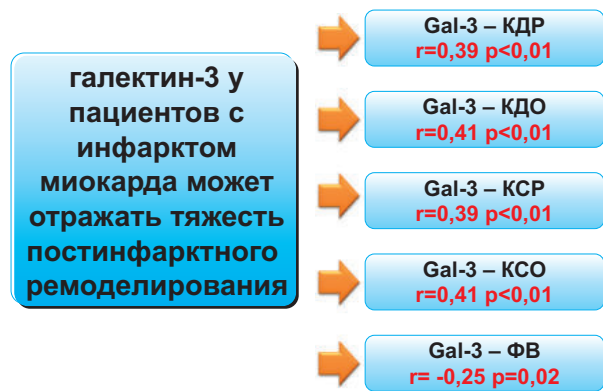 галектин-3 у
пациентов с
инфарктом
миокарда может
отражать тяжесть
постинфарктного
ремоделирования
Gal-3 – КДР
r=0,39 p<0,01
Gal-3 – КДО
r=0,41 p<0,01
Gal-3 – КСР
r=0,39 p<0,01
Gal-3 – КСО
r=0,41 p<0,01
Gal-3 – ФВ
r= -0,25 p=0,02